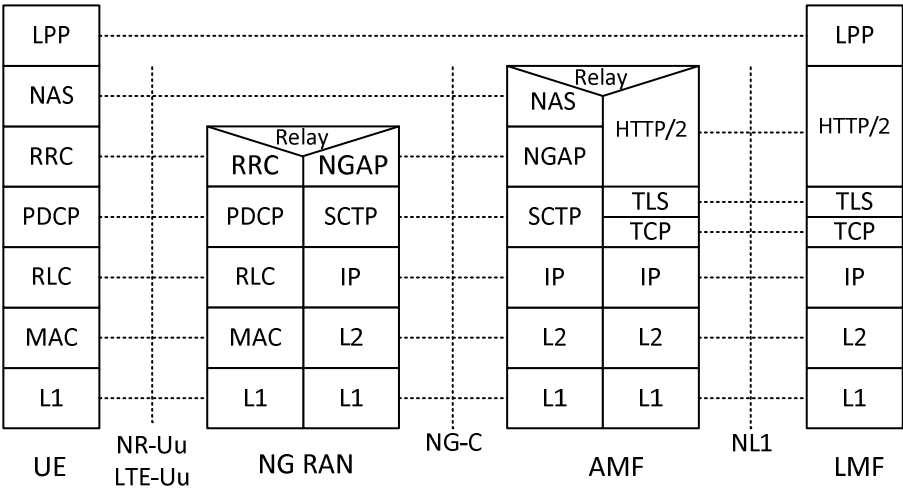 LPP LPP
Relay
NAS NAS
HTTP/2 HTTP/2
Relay
RRC RRC NGAP NGAP
PDCP PDCP SCTP SCTP TLS TLS
TCP TCP
RLC RLC IP IP IP IP
MAC MAC L2 L2 L2 L2
L1 L1 L1 L1 L1 L1
NR-Uu NG-C NL1
LTE-Uu
UE NG RAN AMF LMF